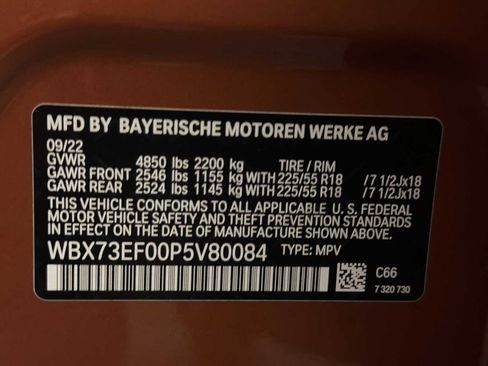 MFD BY BAYERISCHE MOTOREN WERKE AG
09/22
GVWR 4850 lbs 2200 kg TIRE / RIM
GAWR FRONT 2546 lbs 1155 kg WITH 225/55 R18 /7 1/2Jx18
GAWR REAR 2524 lbs 1145 kg WITH 225/55 R18 /7 1/2Jx18
THIS VEHICLE CONFORMS TO ALL APPLICABLE U.S. FEDERAL
MOTOR VEHICLE SAFETY, BUMPER, AND THEFT PREVENTION STANDARDS
IN EFFECT ON THE DATE OF MANUFACTURE SHOWN ABOVE.
WBX73EF00P5V80084 TYPE: MPV
C66
7 320 730